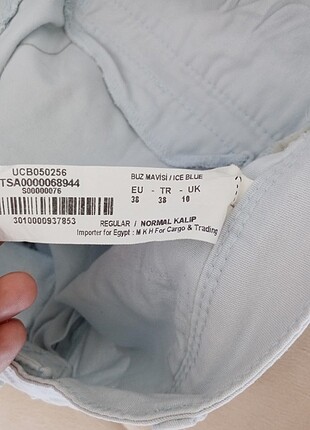 UCB050256
TSA0000068944
S00000076
3010000937853
BUZ MAVISI / ICE BLUE
EU - TR - UK
38 38 10
REGULAR / NORMAL KALIP
Importer for Egypt : M K H For Cargo & Trading